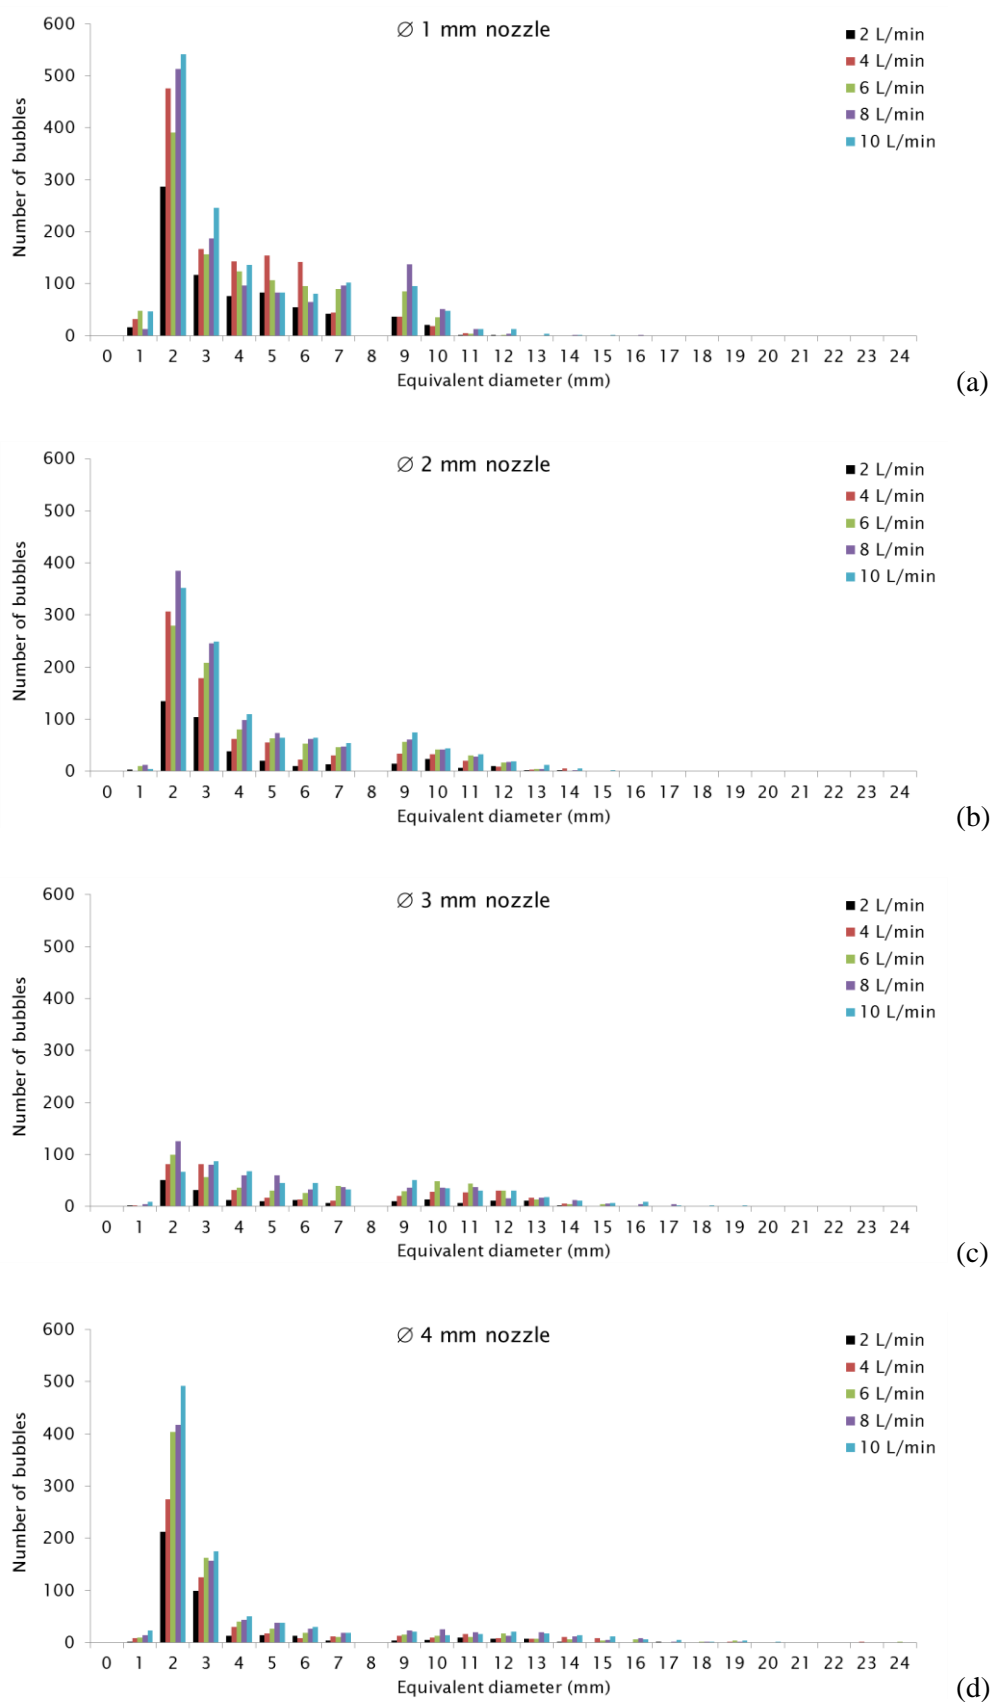 Ø 1 mm nozzle
2 L/min
4 L/min
6 L/min
8 L/min
10 L/min
Number of bubbles
600
500
400
300
200
100
0
0 1 2 3 4 5 6 7 8 9 10 11 12 13 14 15 16 17 18 19 20 21 22 23 24
Equivalent diameter (mm)
(a)
Ø 2 mm nozzle
2 L/min
4 L/min
6 L/min
8 L/min
10 L/min
Number of bubbles
600
500
400
300
200
100
0
0 1 2 3 4 5 6 7 8 9 10 11 12 13 14 15 16 17 18 19 20 21 22 23 24
Equivalent diameter (mm)
(b)
Ø 3 mm nozzle
2 L/min
4 L/min
6 L/min
8 L/min
10 L/min
Number of bubbles
600
500
400
300
200
100
0
0 1 2 3 4 5 6 7 8 9 10 11 12 13 14 15 16 17 18 19 20 21 22 23 24
Equivalent diameter (mm)
(c)
Ø 4 mm nozzle
2 L/min
4 L/min
6 L/min
8 L/min
10 L/min
Number of bubbles
600
500
400
300
200
100
0
0 1 2 3 4 5 6 7 8 9 10 11 12 13 14 15 16 17 18 19 20 21 22 23 24
Equivalent diameter (mm)
(d)